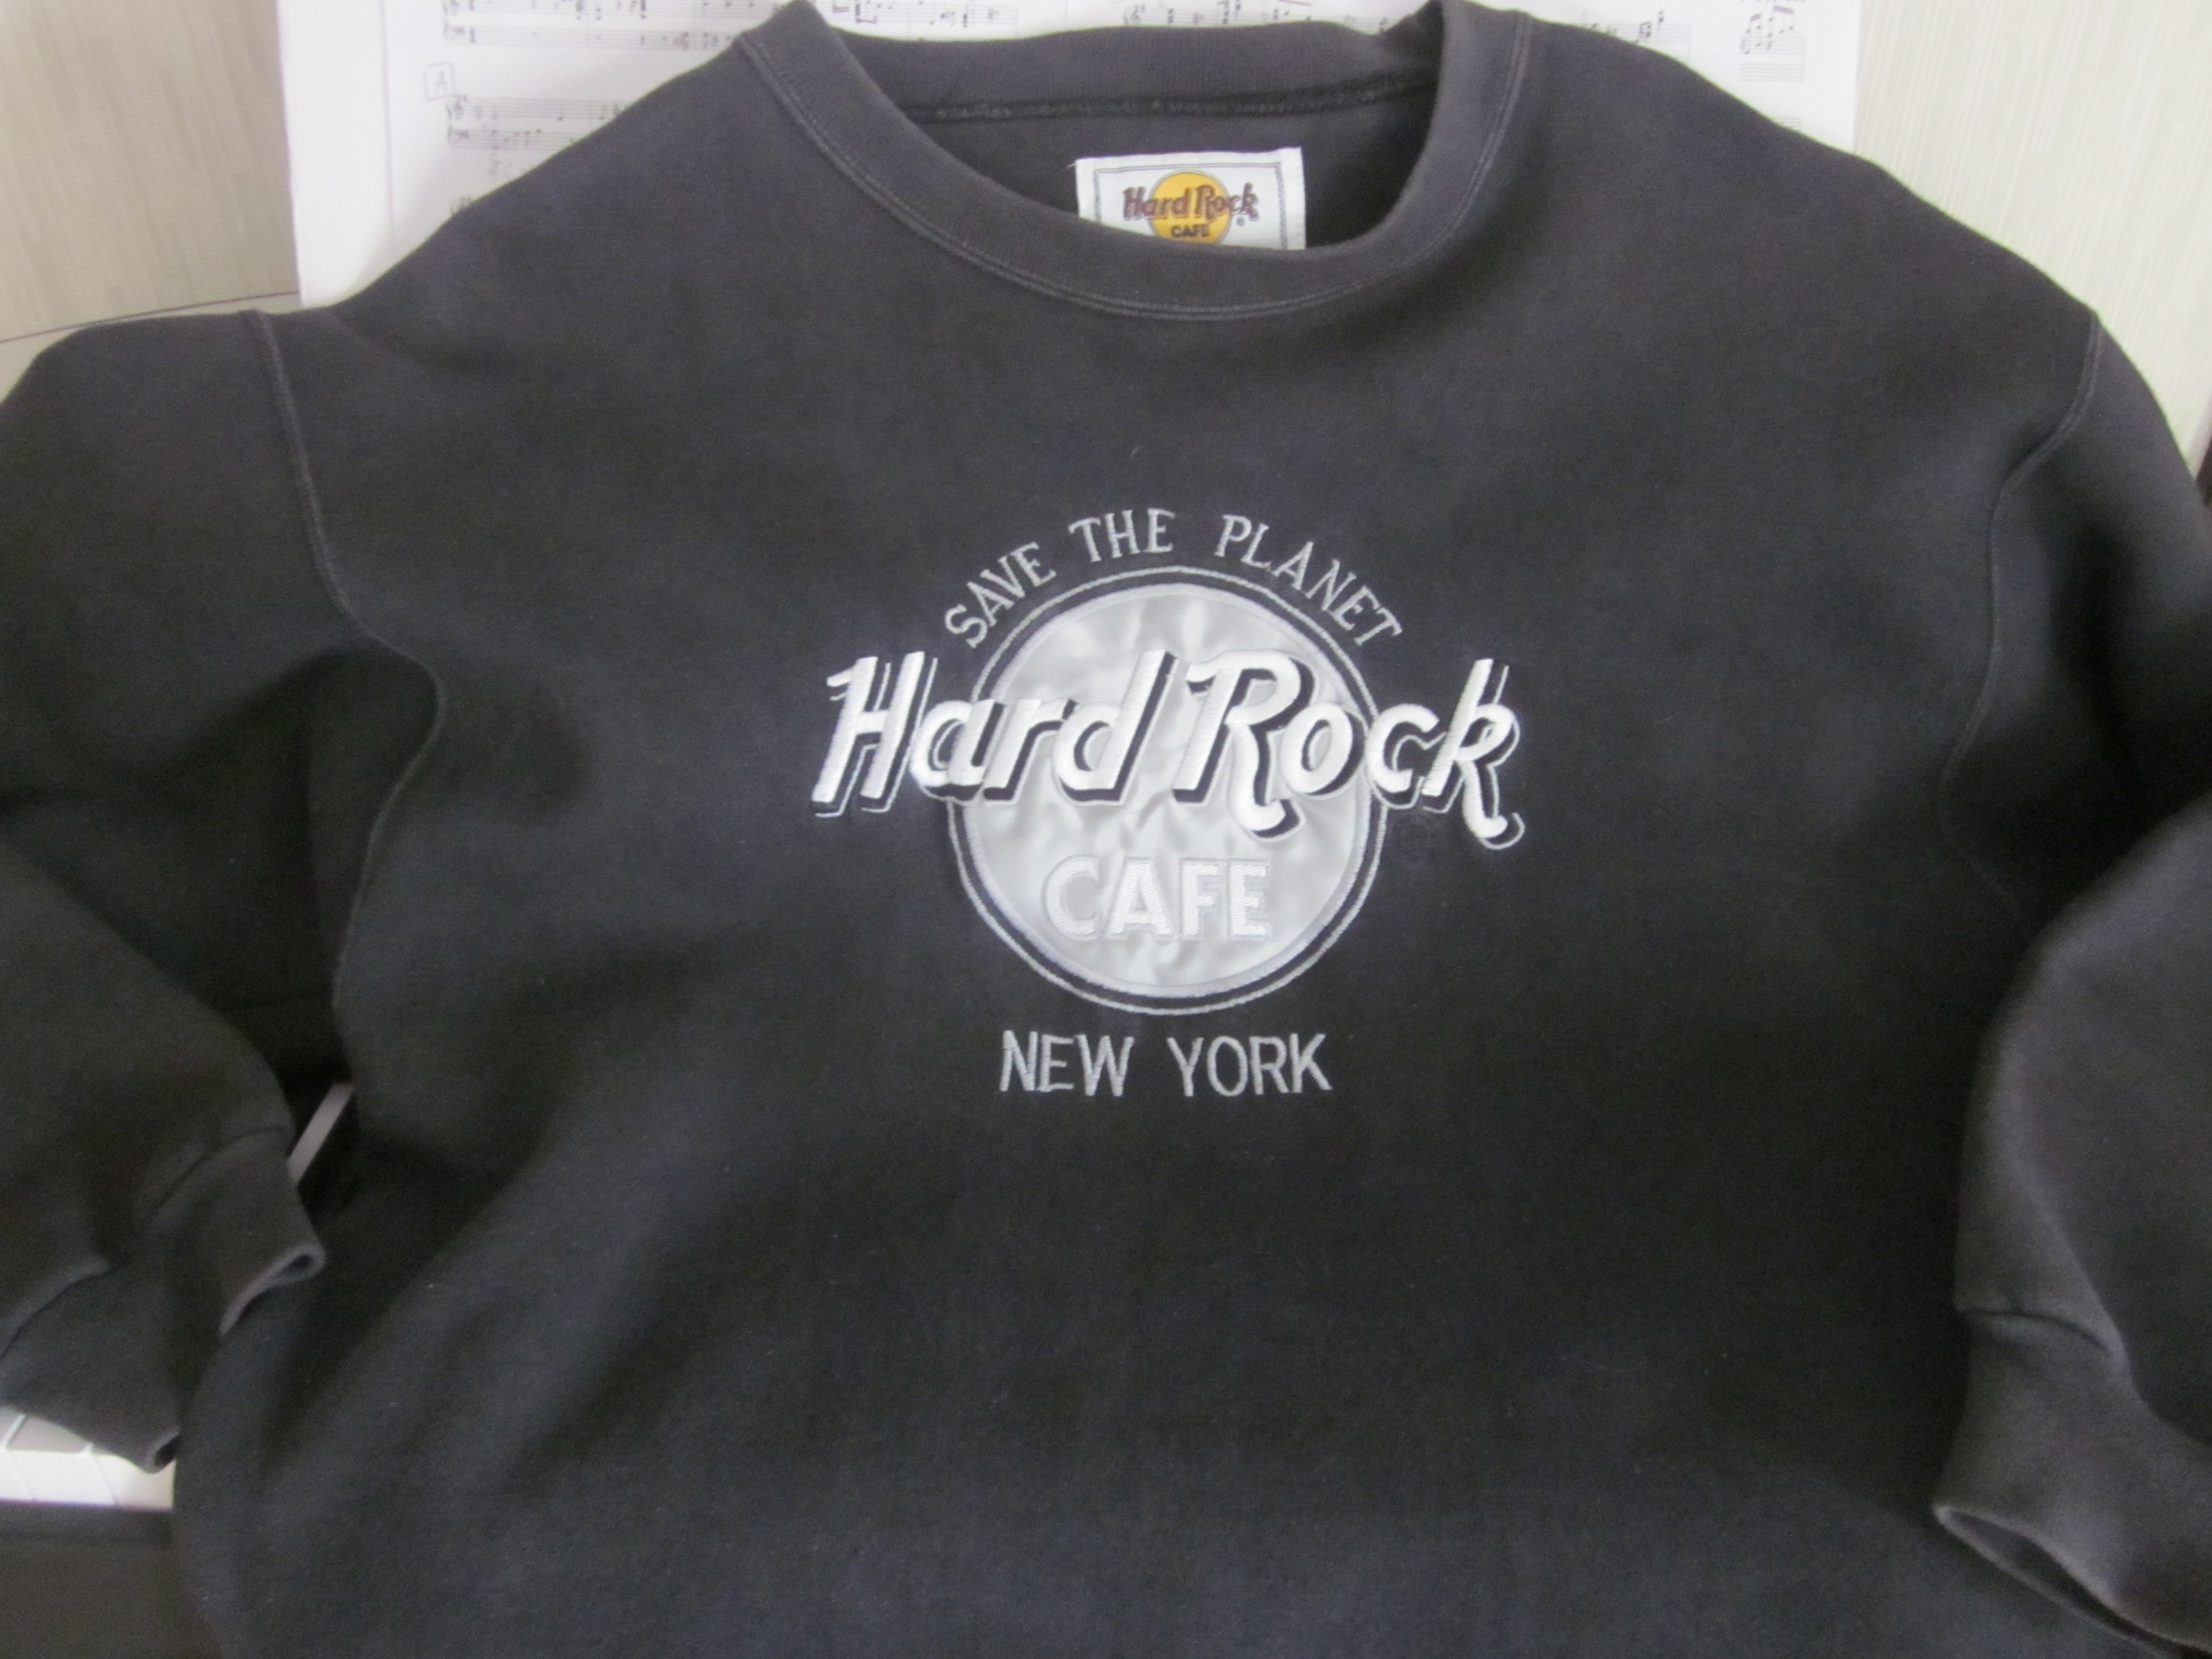 A
Hard Rock
CAFE
SAVE THE PLANET
Hard Rock
CAFE
NEW YORK